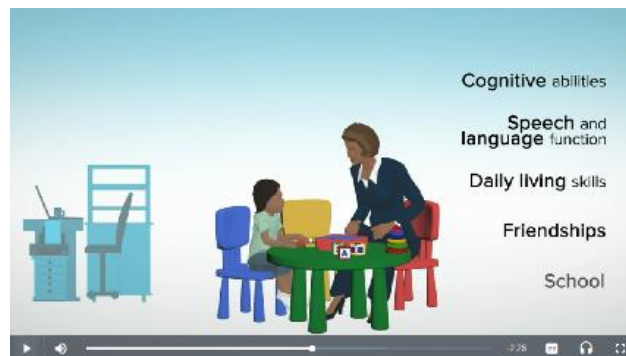 Cognitive abilities
Speech and
language function
Daily living skills
Friendships
School
A
-2:28